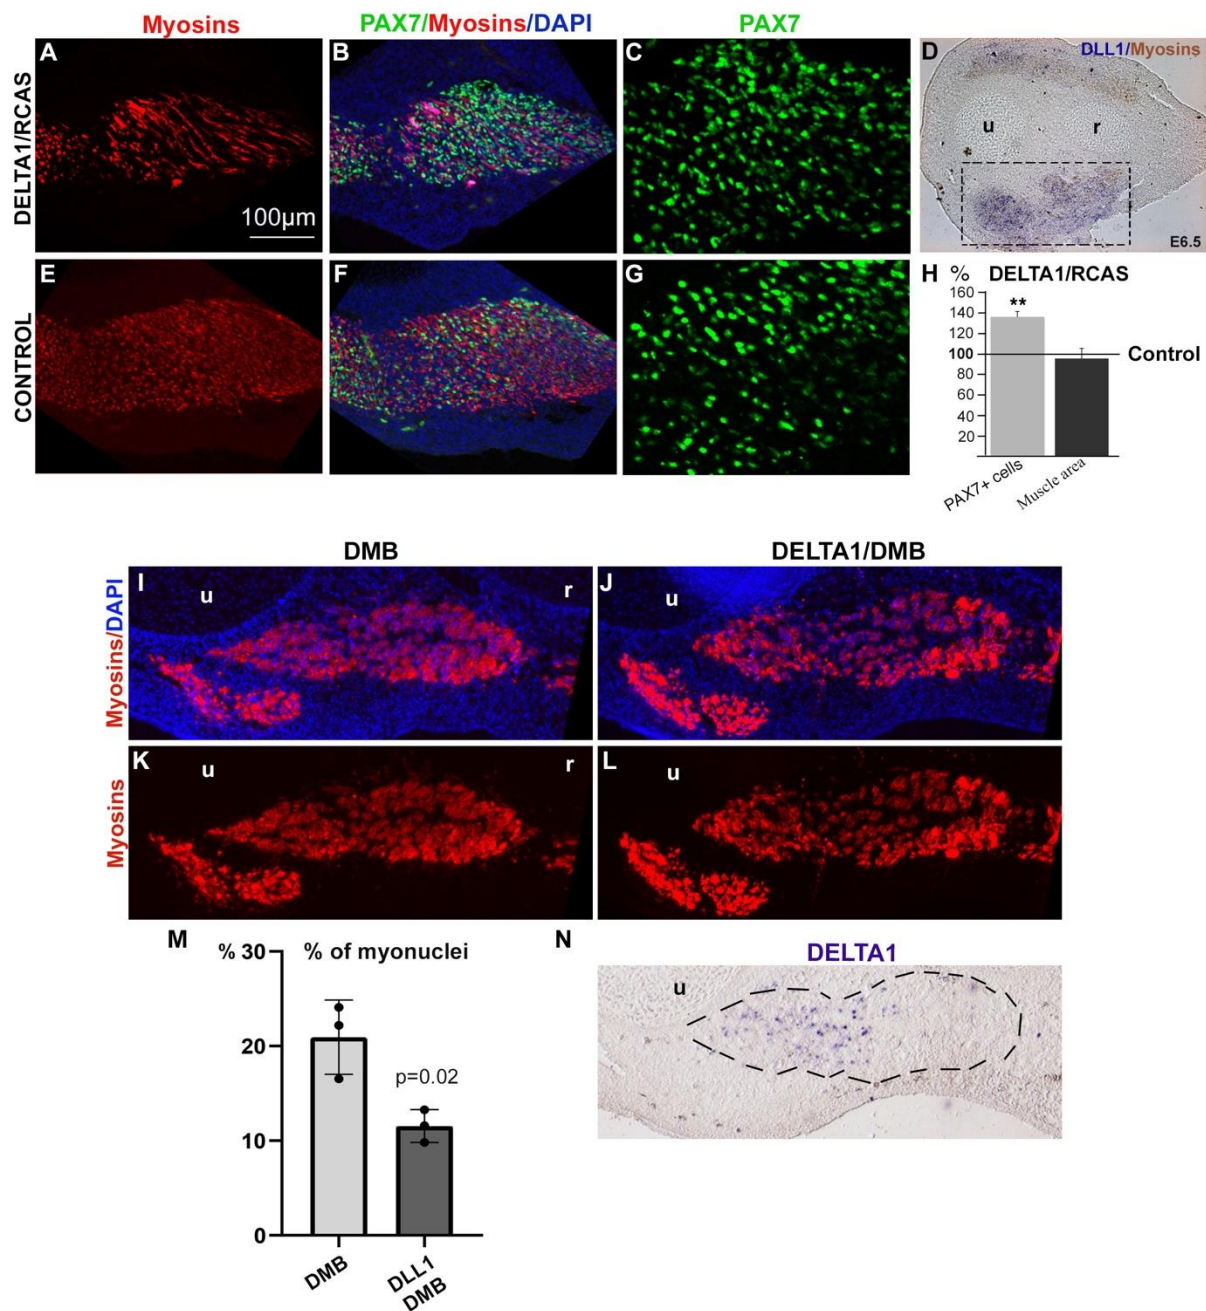 Myosins
PAX7/Myosins/DAPI
PAX7
DELTA1/RCAS
A
100µm
B
C
D
DLL1/Myosins
u
r
E6.5
CONTROL
E
F
G
H
% DELTA1/RCAS
160
140
120
100
80
60
40
20
**
Control
PAX7+ cells
Muscle area
DMB
DELTA1/DMB
Myosins/DAPI
I
u
r
J
u
Myosins
K
u
r
L
u
M
% % of myonuclei
30
20
10
0
p=0.02
DMB
DLL1
DMB
N
DELTA1
u